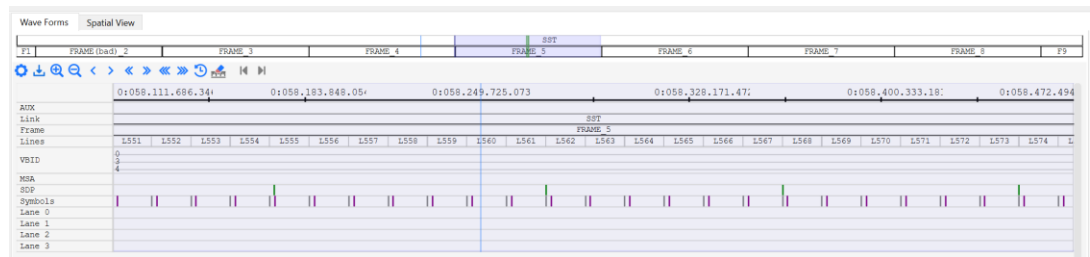 Wave Forms Spatial View
SST
F1 FRAME(bad)_2 FRAME_3 FRAME_4 FRAME_5 FRAME_6 FRAME_7 FRAME_8 F9
0:058.111.686.34 0:058.183.848.05 0:058.249.725.073 0:058.328.171.47 0:058.400.333.18 0:058.472.494
AUX
Link SST
Frame FRAME_5
Lines L551 L552 L553 L554 L555 L556 L557 L558 L559 L560 L561 L562 L563 L564 L565 L566 L567 L568 L569 L570 L571 L572 L573 L574
0
VBID 3
4
MSA
SDP
Symbols
Lane 0
Lane 1
Lane 2
Lane 3